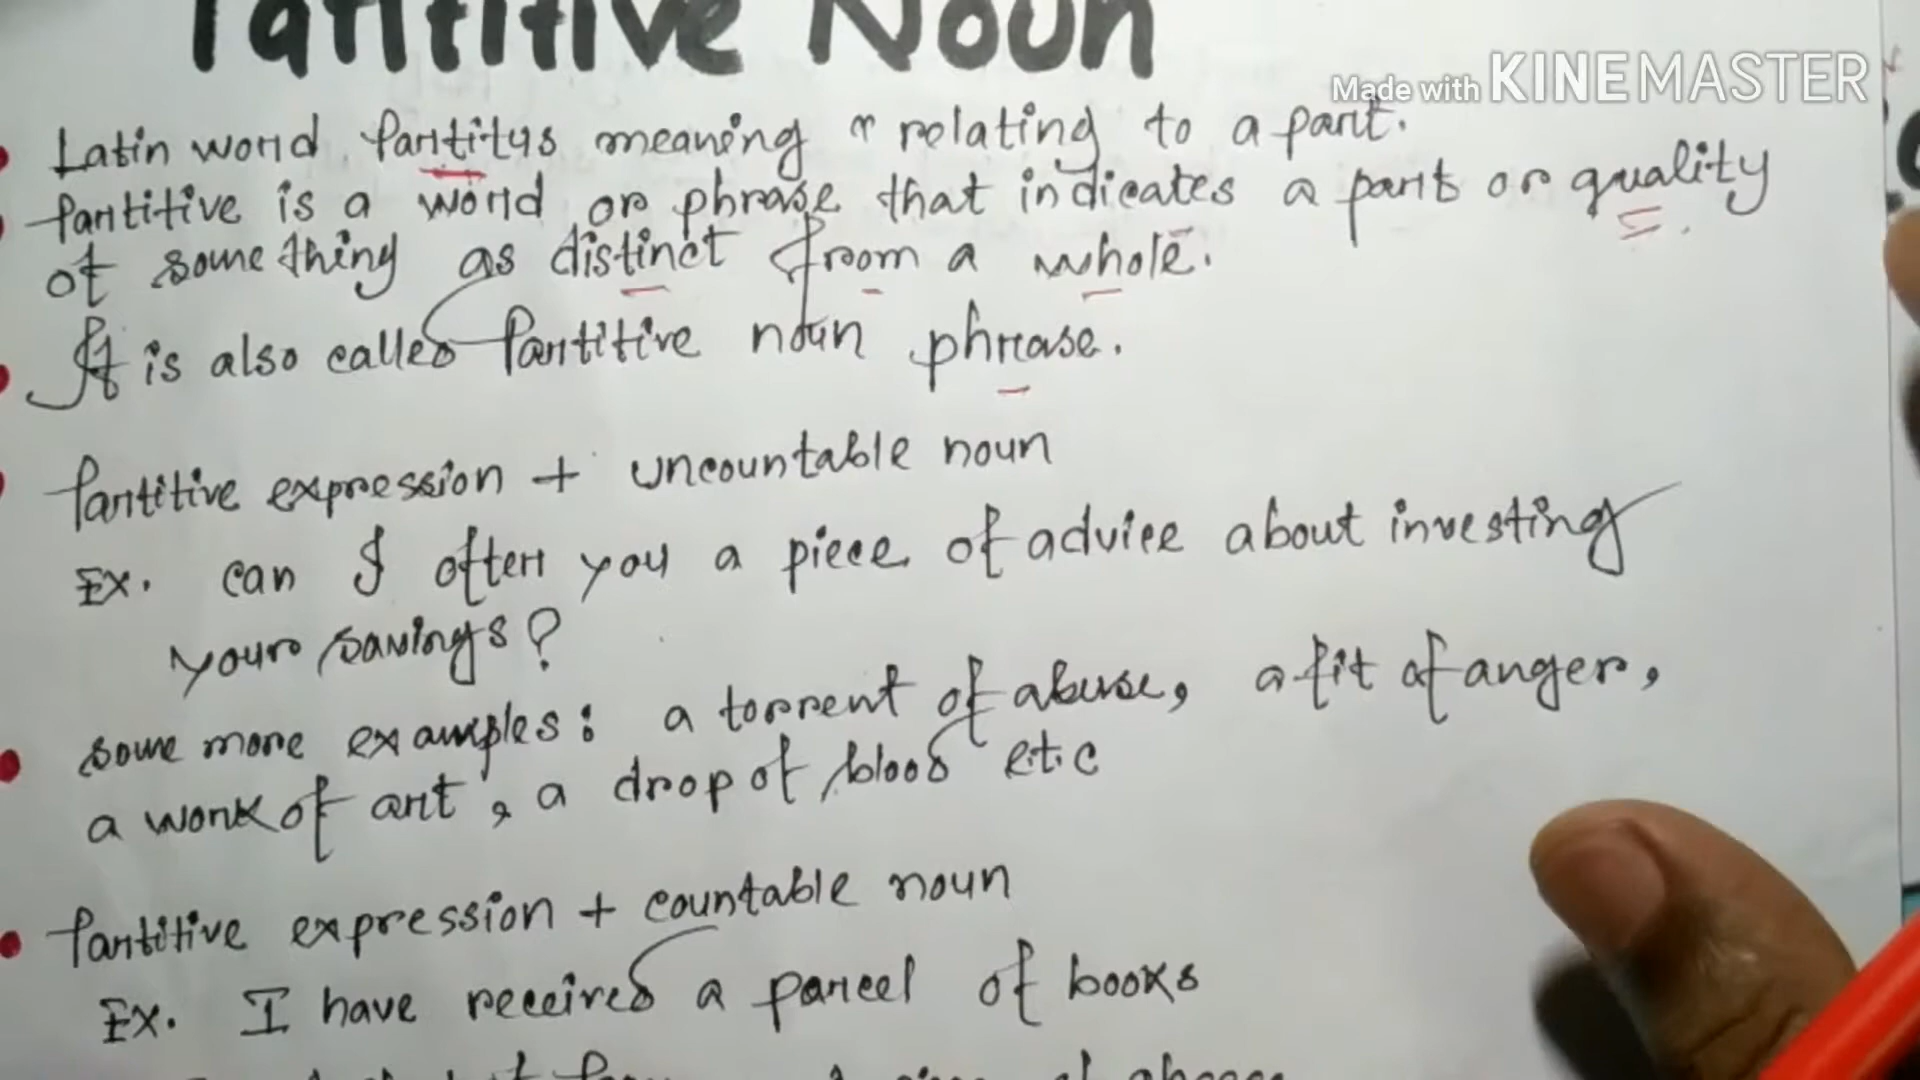 Partitive Noun
Made with KINEMASTER
Latin word Partitus meaning "relating to a part.
Partitive is a word or phrase that indicates a part or quality
of something as distinct from a whole.
It is also called Partitive noun phrase.
Partitive expression + uncountable noun
Ex. can I offer you a piece of advice about investing
your savings?
some more examples: a torrent of abuse, a fit of anger,
a work of art, a drop of blood etc
Partitive expression + countable noun
Ex. I have received a parcel of books